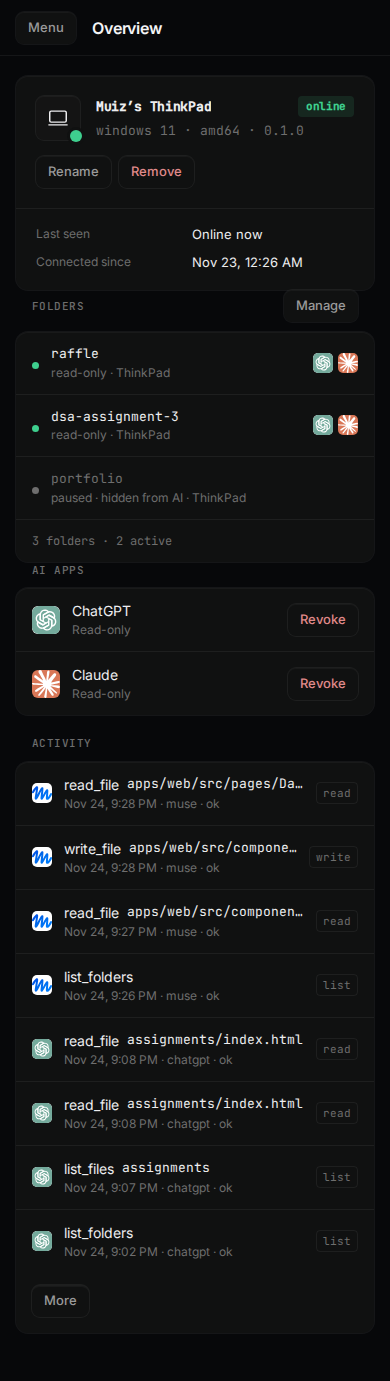 Menu Overview
Muiz’s ThinkPad online
windows 11 · amd64 · 0.1.0
Rename Remove
Last seen Online now
Connected since Nov 23, 12:26 AM
FOLDERS Manage
raffle
read-only · ThinkPad
dsa-assignment-3
read-only · ThinkPad
portfolio
paused · hidden from AI · ThinkPad
3 folders · 2 active
AI APPS
ChatGPT
Read-only
Revoke
Claude
Read-only
Revoke
ACTIVITY
read_file apps/web/src/pages/Da… read
Nov 24, 9:28 PM · muse · ok
write_file apps/web/src/compone… write
Nov 24, 9:28 PM · muse · ok
read_file apps/web/src/componen… read
Nov 24, 9:27 PM · muse · ok
list_folders list
Nov 24, 9:26 PM · muse · ok
read_file assignments/index.html read
Nov 24, 9:08 PM · chatgpt · ok
read_file assignments/index.html read
Nov 24, 9:08 PM · chatgpt · ok
list_files assignments list
Nov 24, 9:07 PM · chatgpt · ok
list_folders list
Nov 24, 9:02 PM · chatgpt · ok
More